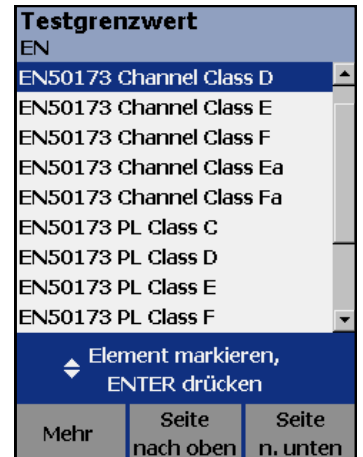 Testgrenzwert
EN
EN50173 Channel Class D
EN50173 Channel Class E
EN50173 Channel Class F
EN50173 Channel Class Ea
EN50173 Channel Class Fa
EN50173 PL Class C
EN50173 PL Class D
EN50173 PL Class E
EN50173 PL Class F
Element markieren,
ENTER drücken
Mehr
Seite
nach oben
Seite
n. unten